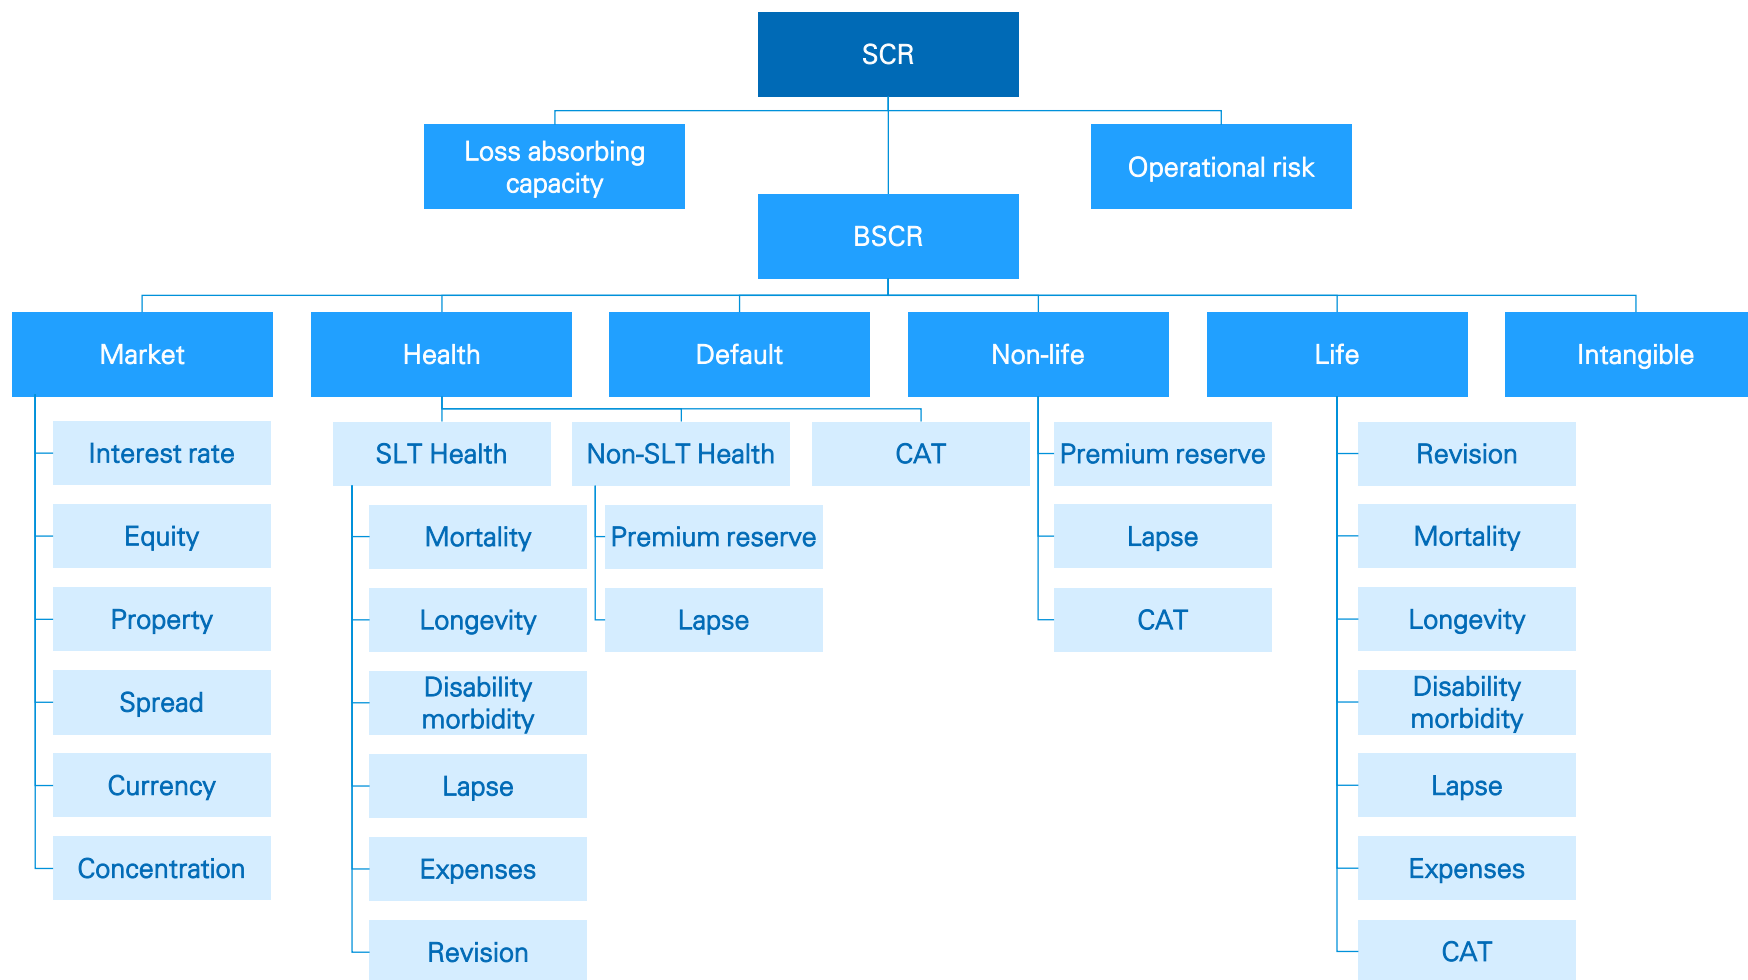 SCR
Loss absorbing
capacity
Operational risk
BSCR
Market
Health
Default
Non-life
Life
Intangible
Interest rate
Equity
Property
Spread
Currency
Concentration
SLT Health
Mortality
Longevity
Disability
morbidity
Lapse
Expenses
Revision
Non-SLT Health
Premium reserve
Lapse
CAT
Premium reserve
Lapse
CAT
Revision
Mortality
Longevity
Disability
morbidity
Lapse
Expenses
CAT